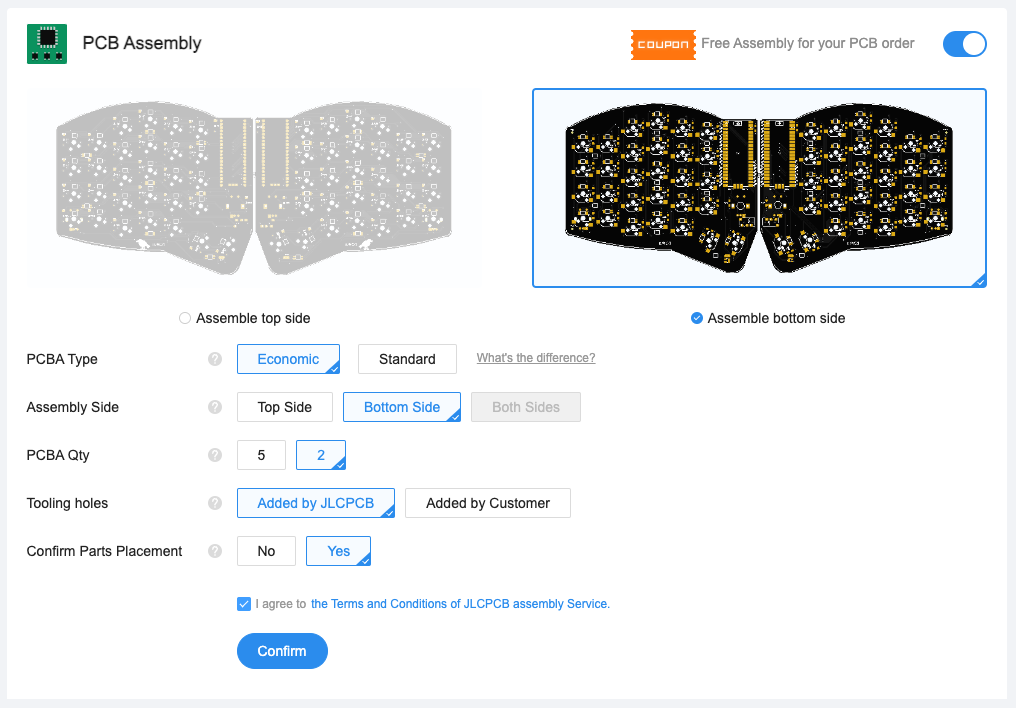 PCB Assembly
COUPON Free Assembly for your PCB order
Assemble top side
Assemble bottom side
PCBA Type ? Economic Standard What's the difference?
Assembly Side ? Top Side Bottom Side Both Sides
PCBA Qty ? 5 2
Tooling holes ? Added by JLCPCB Added by Customer
Confirm Parts Placement ? No Yes
I agree to the Terms and Conditions of JLCPCB assembly Service.
Confirm